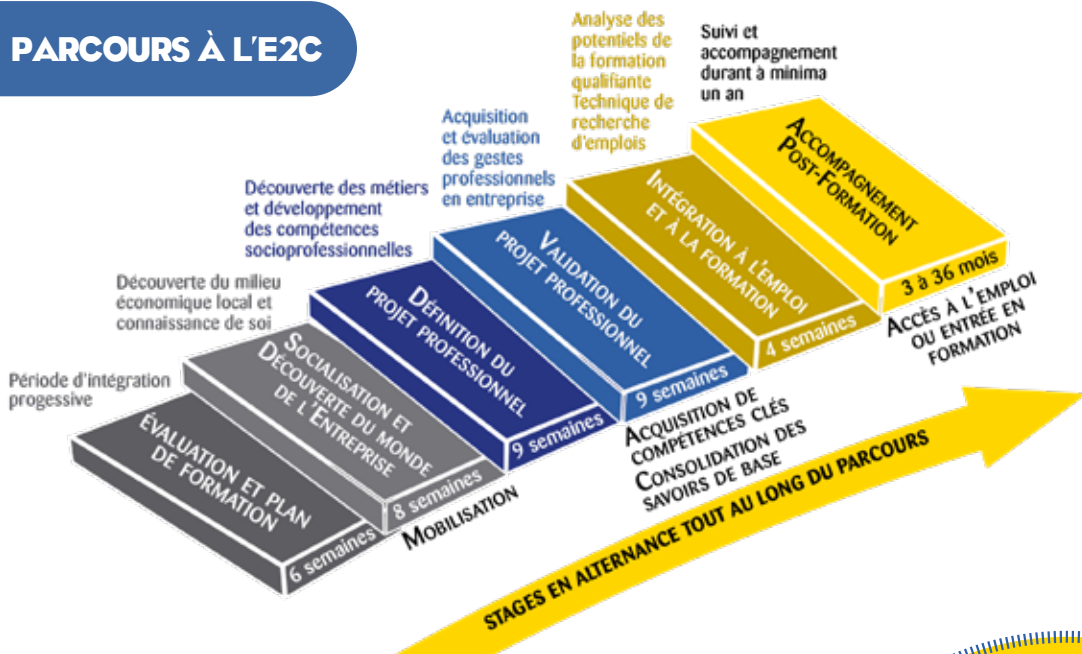 PARCOURS À L'E2C
Période d'intégration
progessive
ÉVALUATION ET PLAN
DE FORMATION
6 semaines
Découverte du milieu
économique local et
connaissance de soi
SOCIALISATION ET
DÉCOUVERTE DU MONDE
DE L'ENTREPRISE
8 semaines
MOBILISATION
Découverte des métiers
et développement
des compétences
socioprofessionnelles
DÉFINITION DU
PROJET PROFESSIONNEL
9 semaines
Acquisition
et évaluation
des gestes
professionnels
en entreprise
VALIDATION DU
PROJET PROFESSIONNEL
9 semaines
ACQUISITION DE
COMPÉTENCES CLÉS
CONSOLIDATION DES
SAVOIRS DE BASE
Analyse des
potentiels de
la formation
qualifiante
Technique de
recherche
d'emplois
INTÉGRATION À L'EMPLOI
ET À LA FORMATION
4 semaines
Suivi et
accompagnement
durant à minima
un an
ACCOMPAGNEMENT
POST-FORMATION
3 à 36 mois
ACCÈS À L'EMPLOI
OU ENTRÉE EN
FORMATION
STAGES EN ALTERNANCE TOUT AU LONG DU PARCOURS